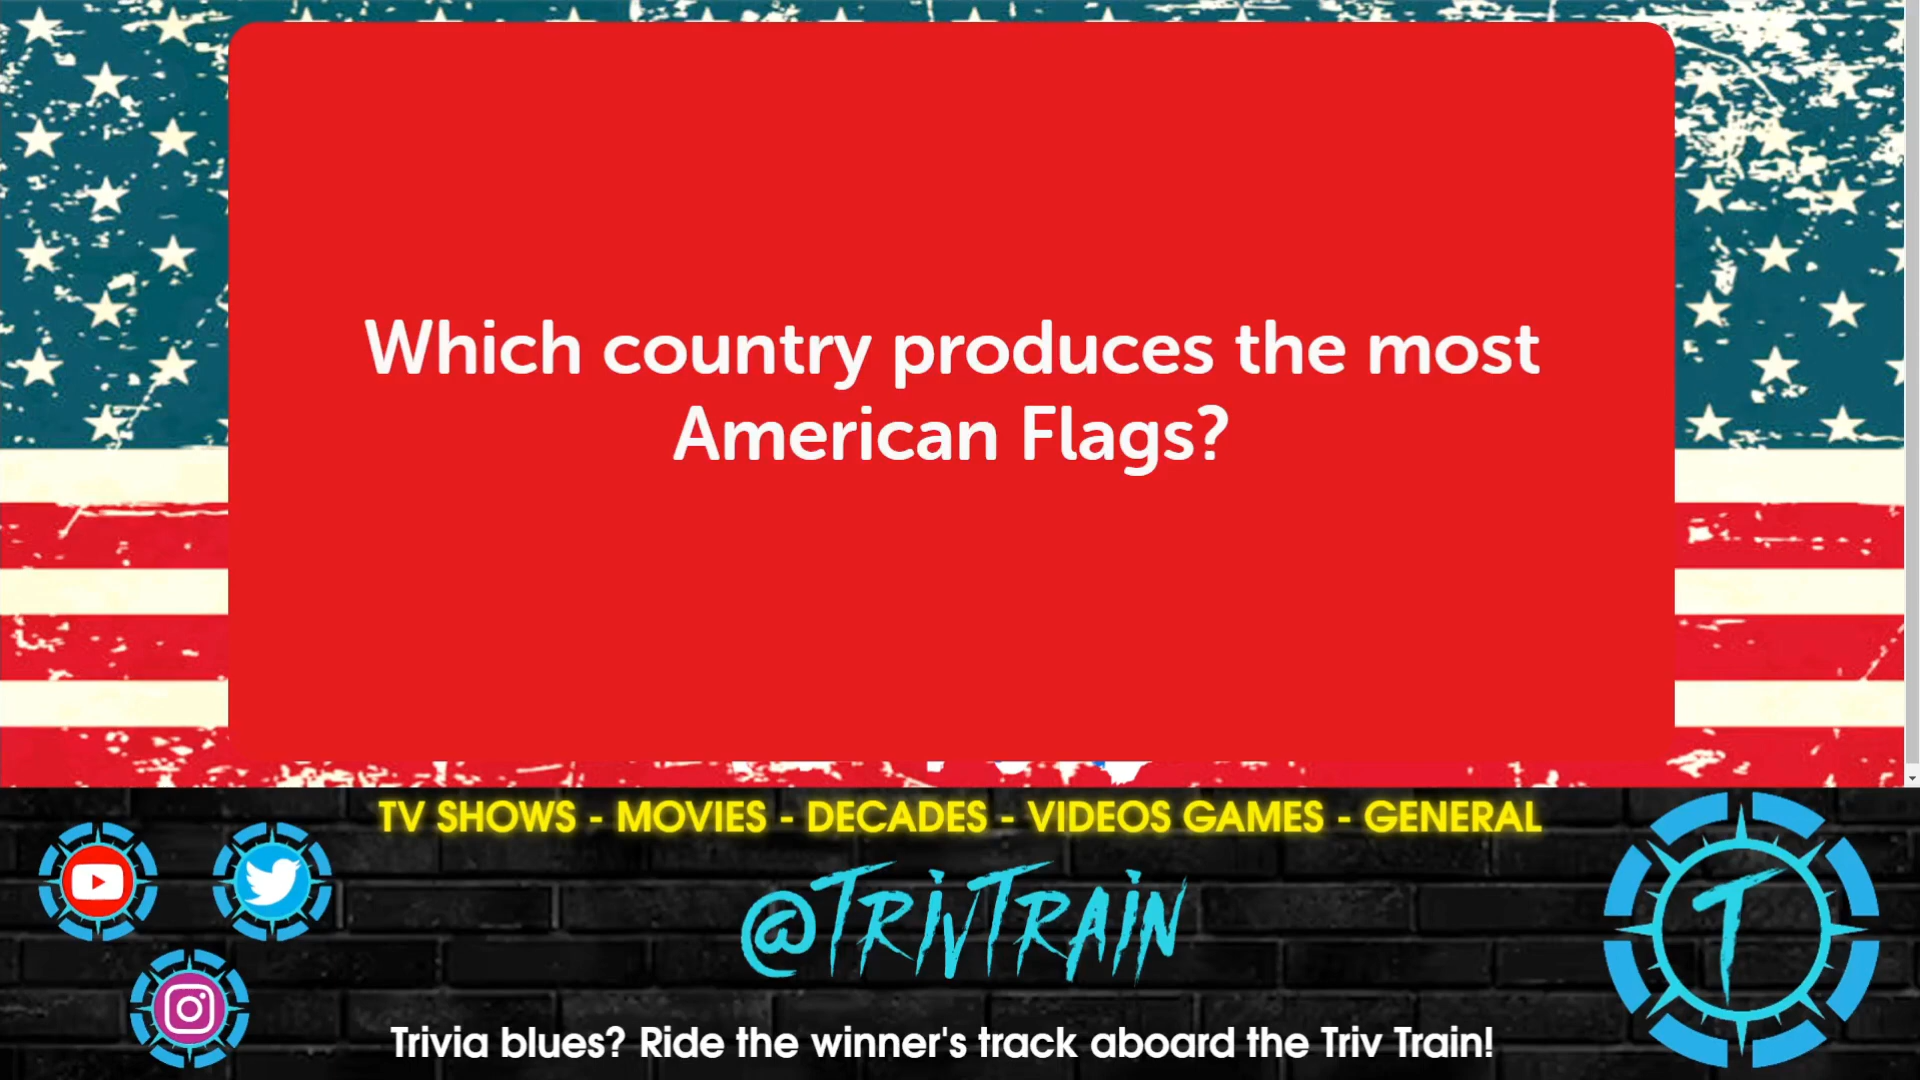 Which country produces the most
American Flags?
TV SHOWS - MOVIES - DECADES - VIDEOS GAMES - GENERAL
@TRIVTRAIN
T
Trivia blues? Ride the winner's track aboard the Triv Train!